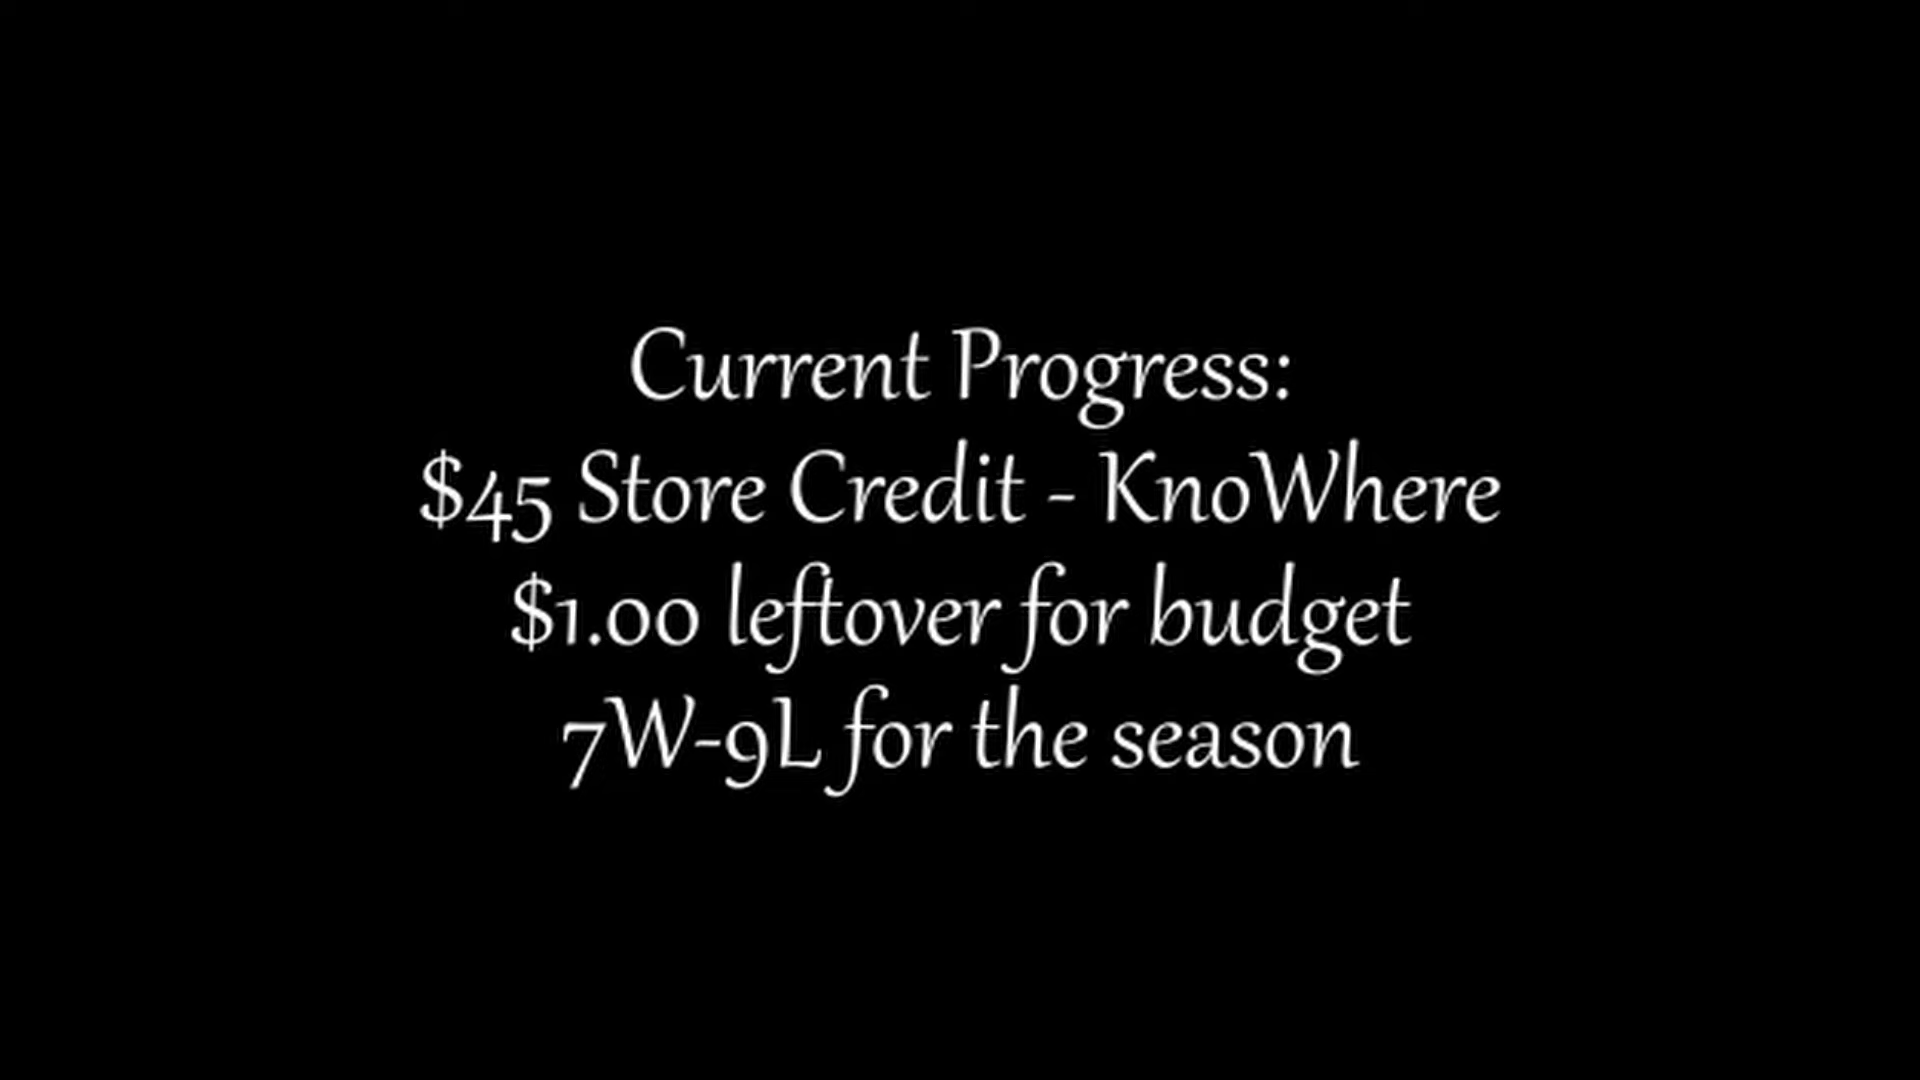 Current Progress:
$45 Store Credit - KnoWhere
$1.00 leftover for budget
7W-9L for the season